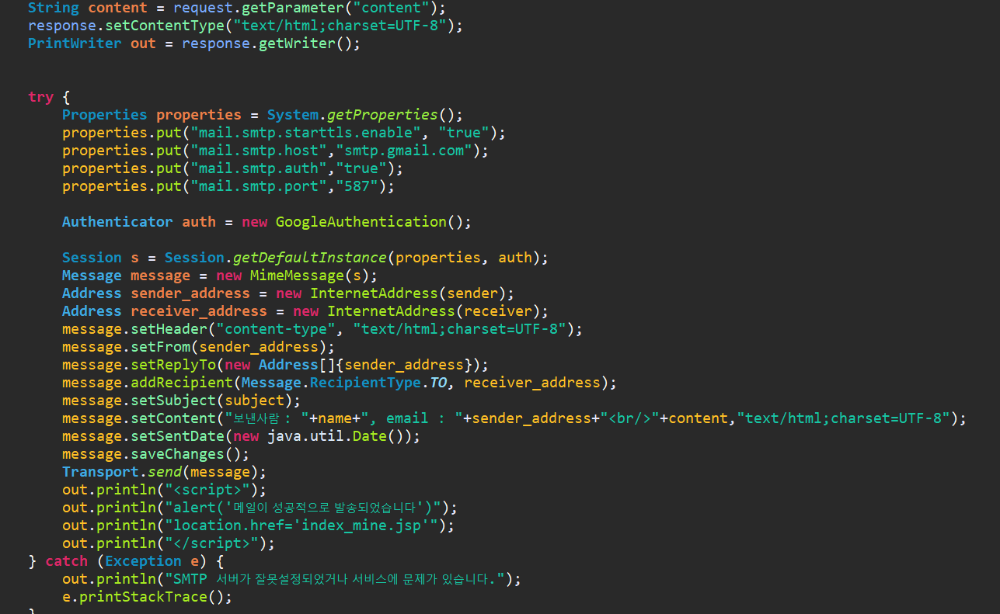 String content = request.getParameter("content");
response.setContentType("text/html;charset=UTF-8");
PrintWriter out = response.getWriter();
try {
Properties properties = System.getProperties();
properties.put("mail.smtp.starttls.enable", "true");
properties.put("mail.smtp.host","smtp.gmail.com");
properties.put("mail.smtp.auth","true");
properties.put("mail.smtp.port","587");
Authenticator auth = new GoogleAuthentication();
Session s = Session.getDefaultInstance(properties, auth);
Message message = new MimeMessage(s);
Address sender_address = new InternetAddress(sender);
Address receiver_address = new InternetAddress(receiver);
message.setHeader("content-type", "text/html;charset=UTF-8");
message.setFrom(sender_address);
message.setReplyTo(new Address[]{sender_address});
message.addRecipient(Message.RecipientType.TO, receiver_address);
message.setSubject(subject);
message.setContent("보낸사람 : "+name+", email : "+sender_address+"<br/>"+content,"text/html;charset=UTF-8");
message.setSentDate(new java.util.Date());
message.saveChanges();
Transport.send(message);
out.println("<script>");
out.println("alert('메일이 성공적으로 발송되었습니다')");
out.println("location.href='index_mine.jsp'");
out.println("</script>");
} catch (Exception e) {
out.println("SMTP 서버가 잘못설정되었거나 서비스에 문제가 있습니다.");
e.printStackTrace();
}